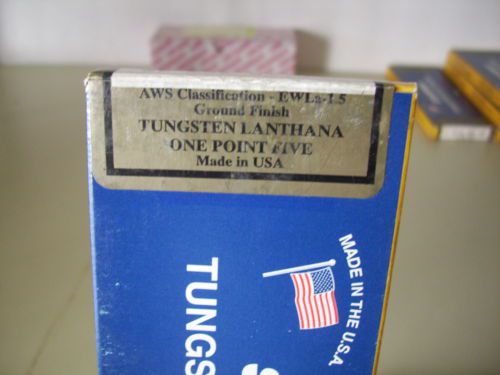 AWS Classification - EWLa-1.5
Ground Finish
TUNGSTEN LANTHANA
ONE POINT FIVE
Made in USA
MADE IN THE U.S.A.
TUNGS